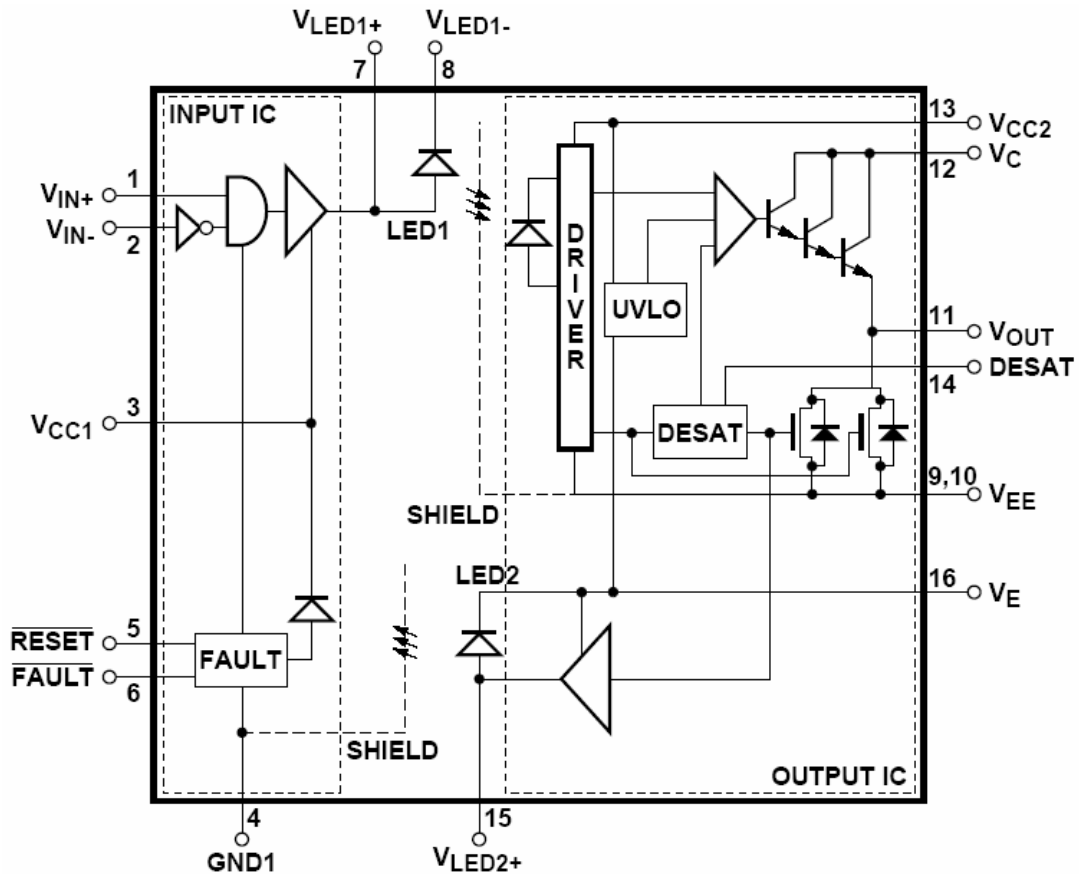 VLED1+
VLED1-
7
8
INPUT IC
13
VCC2
12
VC
1
VIN+
VIN-
2
LED1
DRIVER
UVLO
11
VOUT
DESAT
14
3
VCC1
DESAT
9,10
VEE
SHIELD
LED2
16
VE
5
RESET
FAULT
FAULT
6
SHIELD
OUTPUT IC
4
15
GND1
VLED2+